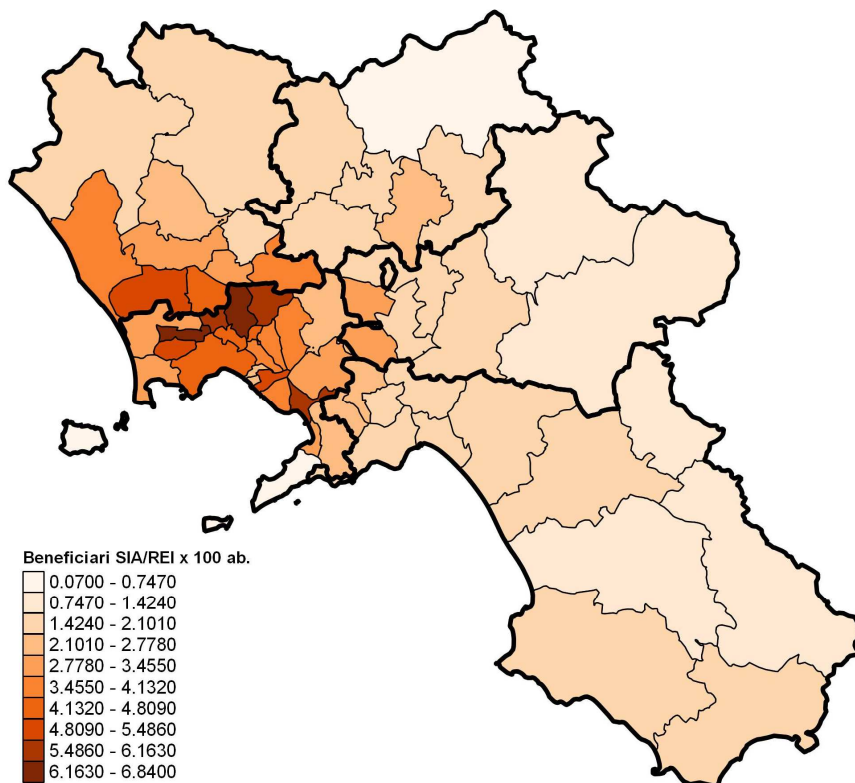 Beneficiari SIA/REI x 100 ab.
0.0700 - 0.7470
0.7470 - 1.4240
1.4240 - 2.1010
2.1010 - 2.7780
2.7780 - 3.4550
3.4550 - 4.1320
4.1320 - 4.8090
4.8090 - 5.4860
5.4860 - 6.1630
6.1630 - 6.8400